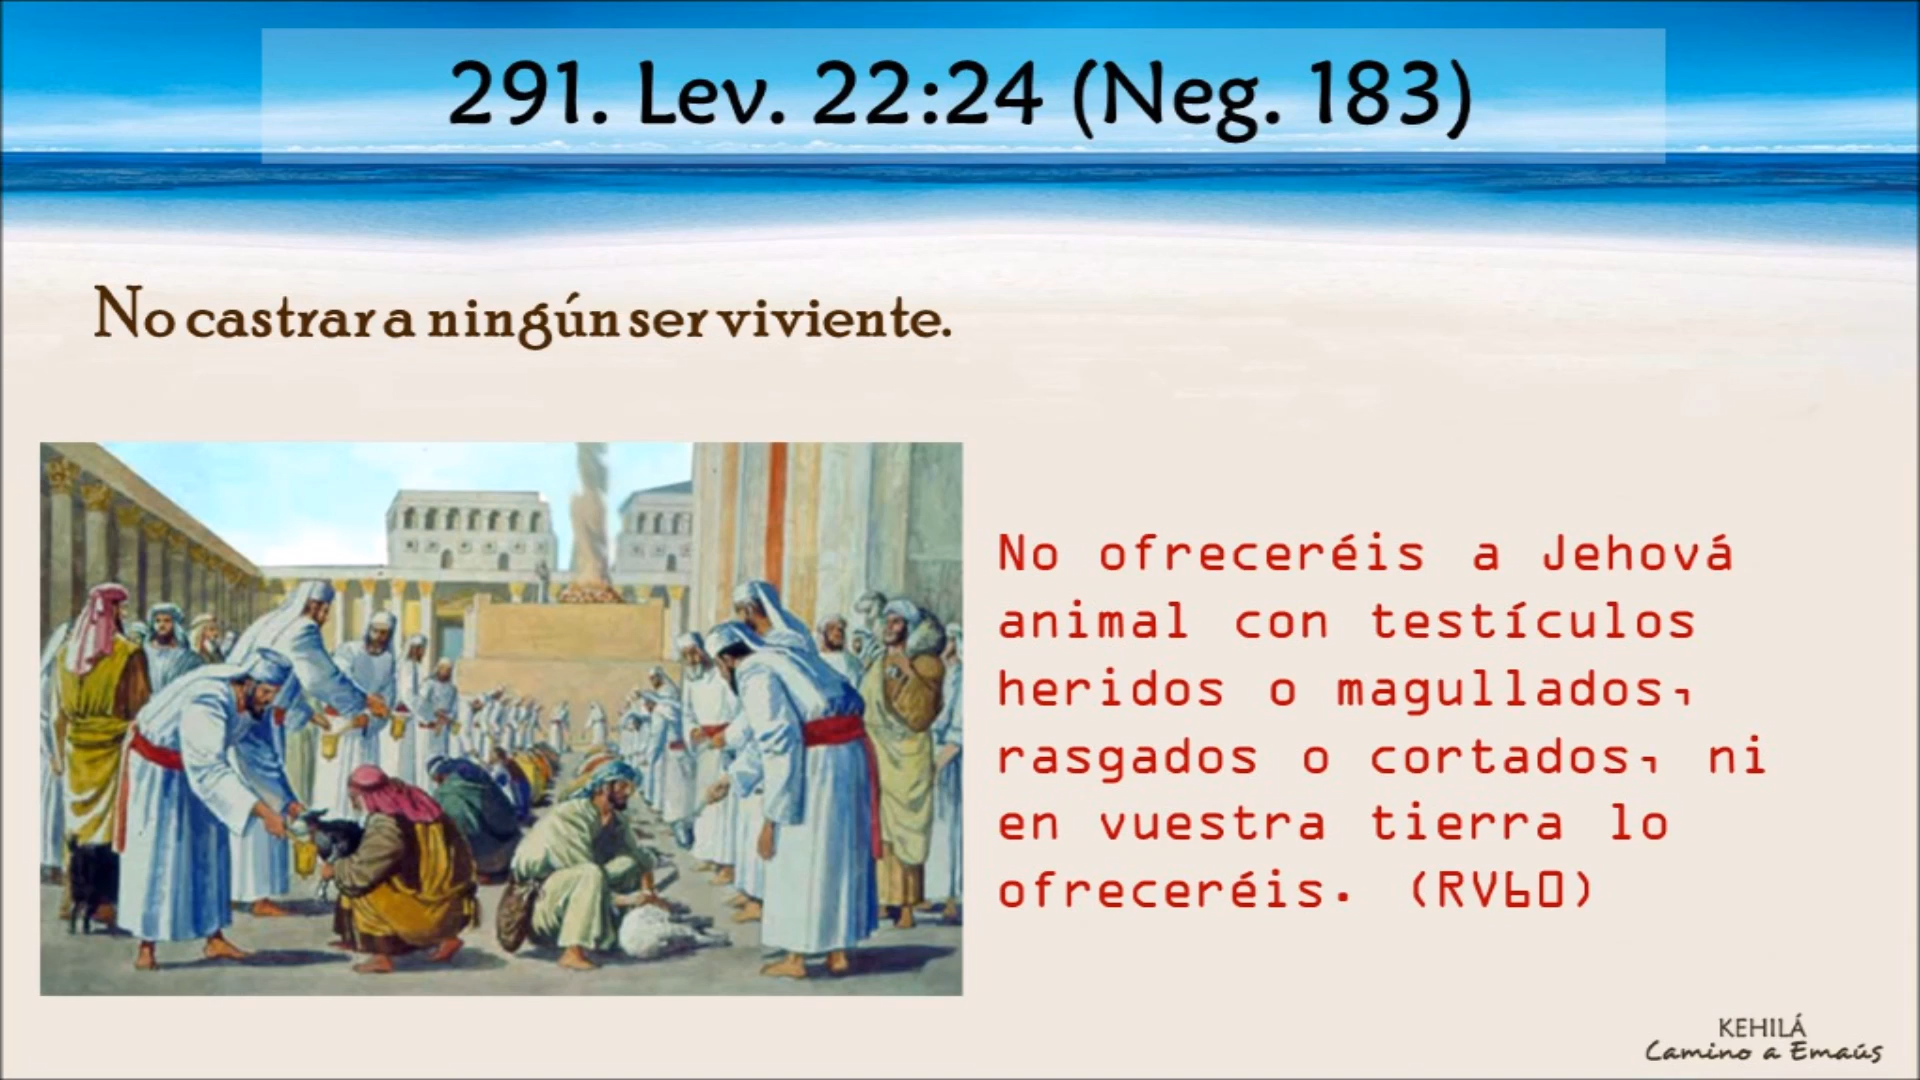 291. Lev. 22:24 (Neg. 183)
No castrar a ningún ser viviente.
No ofreceréis a Jehová
animal con testículos
heridos o magullados,
rasgados o cortados, ni
en vuestra tierra lo
ofreceréis. (RV60)
KEHILÁ
Camino a Emaús